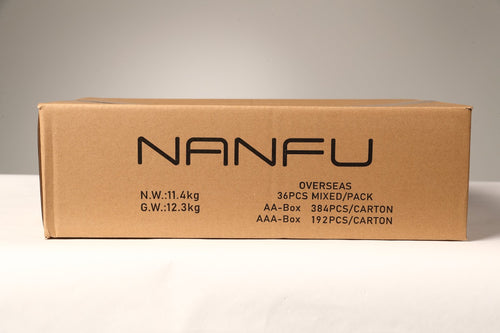 NANFU
OVERSEAS
36PCS MIXED/PACK
N.W.:11.4kg
G.W.:12.3kg
AA-Box 384PCS/CARTON
AAA-Box 192PCS/CARTON